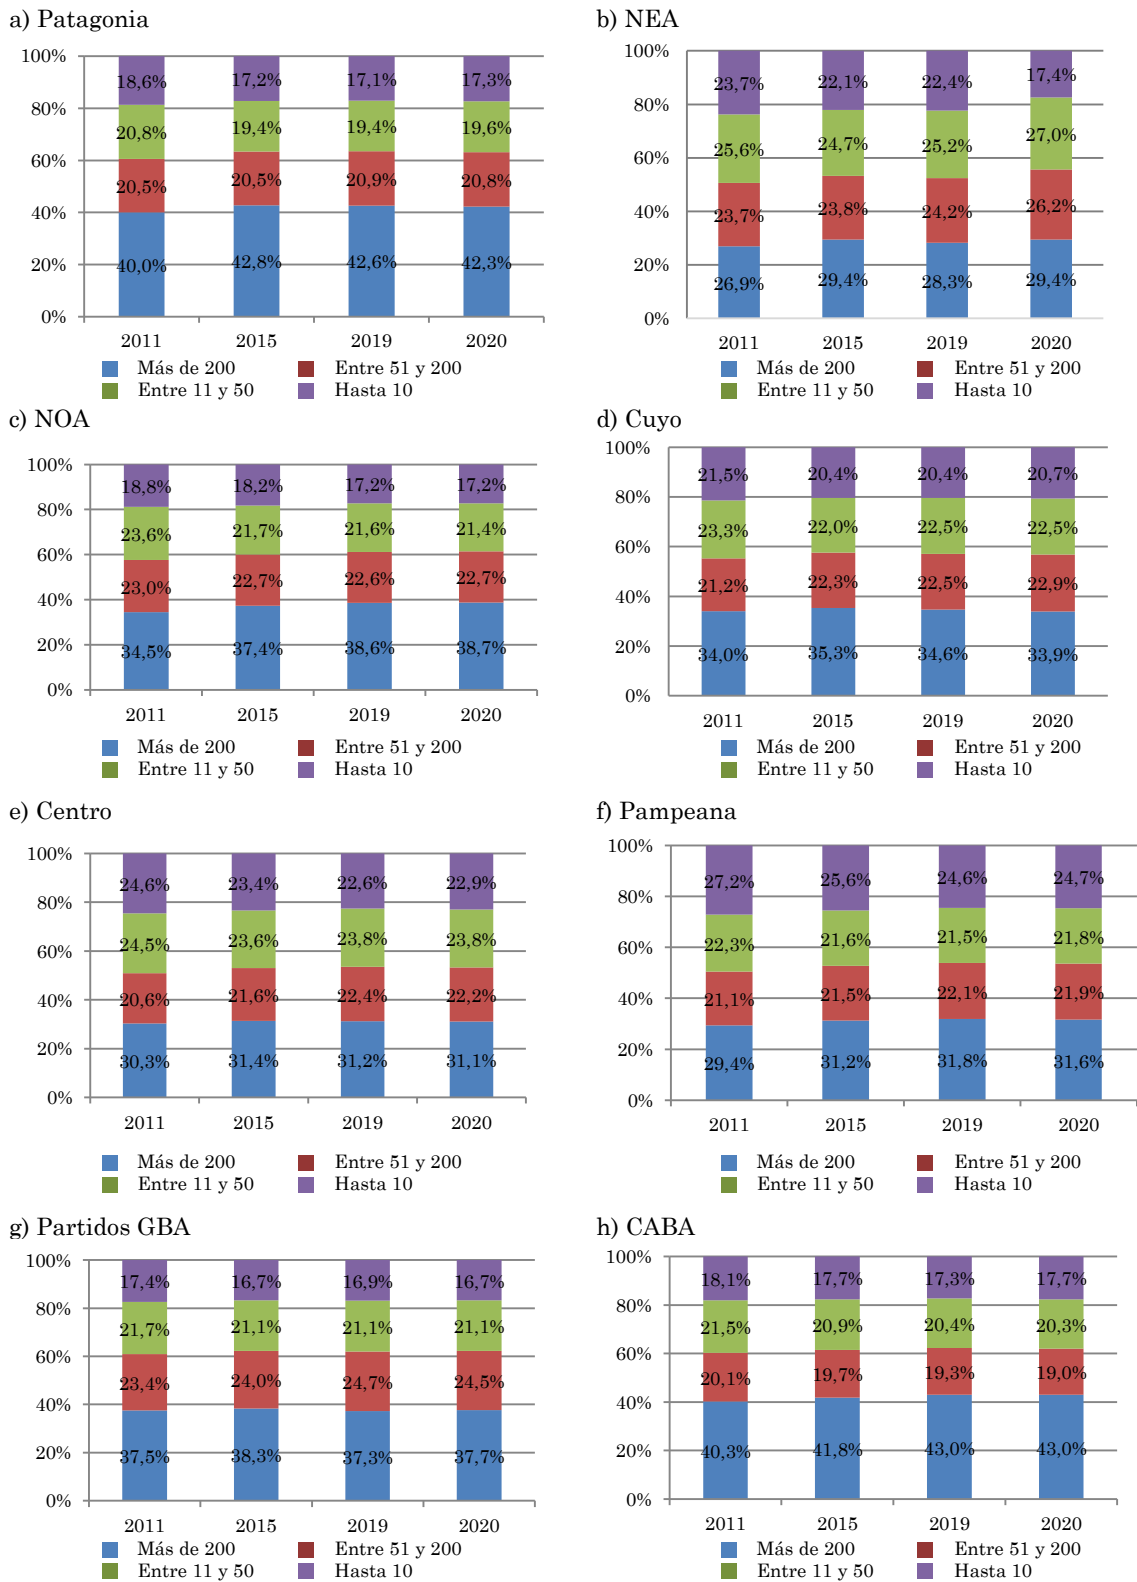 a) Patagonia
100%
80%
60%
40%
20%
0%
18,6% 17,2% 17,1% 17,3%
20,8% 19,4% 19,4% 19,6%
20,5% 20,5% 20,9% 20,8%
40,0% 42,8% 42,6% 42,3%
2011 2015 2019 2020
Más de 200 Entre 51 y 200
Entre 11 y 50 Hasta 10
b) NEA
100%
80%
60%
40%
20%
0%
23,7% 22,1% 22,4% 17,4%
25,6% 24,7% 25,2% 27,0%
23,7% 23,8% 24,2% 26,2%
26,9% 29,4% 28,3% 29,4%
2011 2015 2019 2020
Más de 200 Entre 51 y 200
Entre 11 y 50 Hasta 10
c) NOA
100%
80%
60%
40%
20%
0%
18,8% 18,2% 17,2% 17,2%
23,6% 21,7% 21,6% 21,4%
23,0% 22,7% 22,6% 22,7%
34,5% 37,4% 38,6% 38,7%
2011 2015 2019 2020
Más de 200 Entre 51 y 200
Entre 11 y 50 Hasta 10
d) Cuyo
100%
80%
60%
40%
20%
0%
21,5% 20,4% 20,4% 20,7%
23,3% 22,0% 22,5% 22,5%
21,2% 22,3% 22,5% 22,9%
34,0% 35,3% 34,6% 33,9%
2011 2015 2019 2020
Más de 200 Entre 51 y 200
Entre 11 y 50 Hasta 10
e) Centro
100%
80%
60%
40%
20%
0%
24,6% 23,4% 22,6% 22,9%
24,5% 23,6% 23,8% 23,8%
20,6% 21,6% 22,4% 22,2%
30,3% 31,4% 31,2% 31,1%
2011 2015 2019 2020
Más de 200 Entre 51 y 200
Entre 11 y 50 Hasta 10
f) Pampeana
100%
80%
60%
40%
20%
0%
27,2% 25,6% 24,6% 24,7%
22,3% 21,6% 21,5% 21,8%
21,1% 21,5% 22,1% 21,9%
29,4% 31,2% 31,8% 31,6%
2011 2015 2019 2020
Más de 200 Entre 51 y 200
Entre 11 y 50 Hasta 10
g) Partidos GBA
100%
80%
60%
40%
20%
0%
17,4% 16,7% 16,9% 16,7%
21,7% 21,1% 21,1% 21,1%
23,4% 24,0% 24,7% 24,5%
37,5% 38,3% 37,3% 37,7%
2011 2015 2019 2020
Más de 200 Entre 51 y 200
Entre 11 y 50 Hasta 10
h) CABA
100%
80%
60%
40%
20%
0%
18,1% 17,7% 17,3% 17,7%
21,5% 20,9% 20,4% 20,3%
20,1% 19,7% 19,3% 19,0%
40,3% 41,8% 43,0% 43,0%
2011 2015 2019 2020
Más de 200 Entre 51 y 200
Entre 11 y 50 Hasta 10